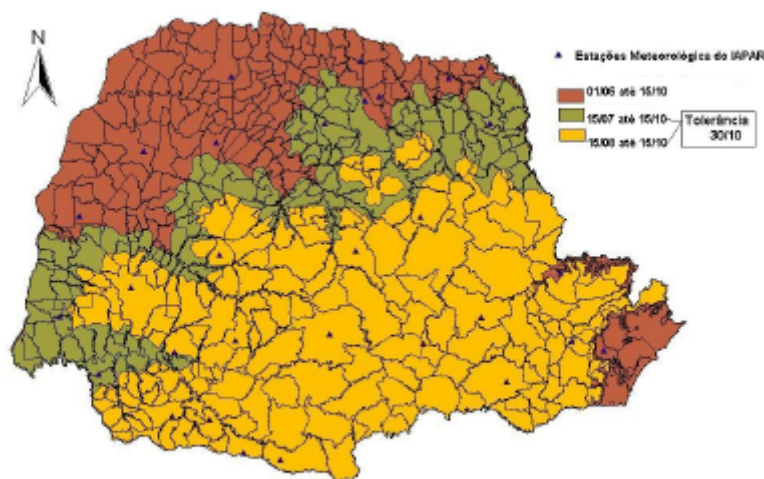 N
Estações Meteorológica do IAPAR
01/06 até 15/10
15/07 até 15/10
15/08 até 15/10
Tolerância
30/10